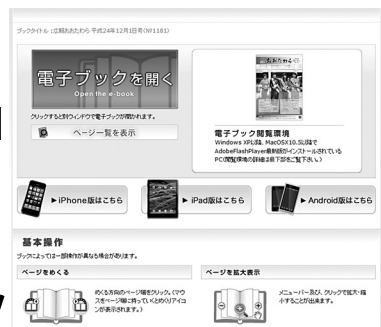 ブックタイトル：広報おおたわら 平成24年12月1日号(№1161)
電子ブックを開く
Open the e-book
クリックすると別ウィンドウで電子ブックが開かれます。
ページ一覧を表示
電子ブック閲覧環境
Windows XP以降、MacOSX10.5以降で
AdobeFlashPlayer最新版がインストールされている
PC(閲覧環境の詳細は最下部をご覧下さい。)
▶iPhone版はこちら
▶iPad版はこちら
▶Android版はこちら
基本操作
ブックによっては一部操作が異なる場合があります。
ページをめくる
めくる方向のページ端をクリック。(マウ
スをページ端に持っていくとめくりアイコ
ンが表示されます。)
ページを拡大表示
メニューバー及び、クリックで拡大・縮
小することが出来ます。